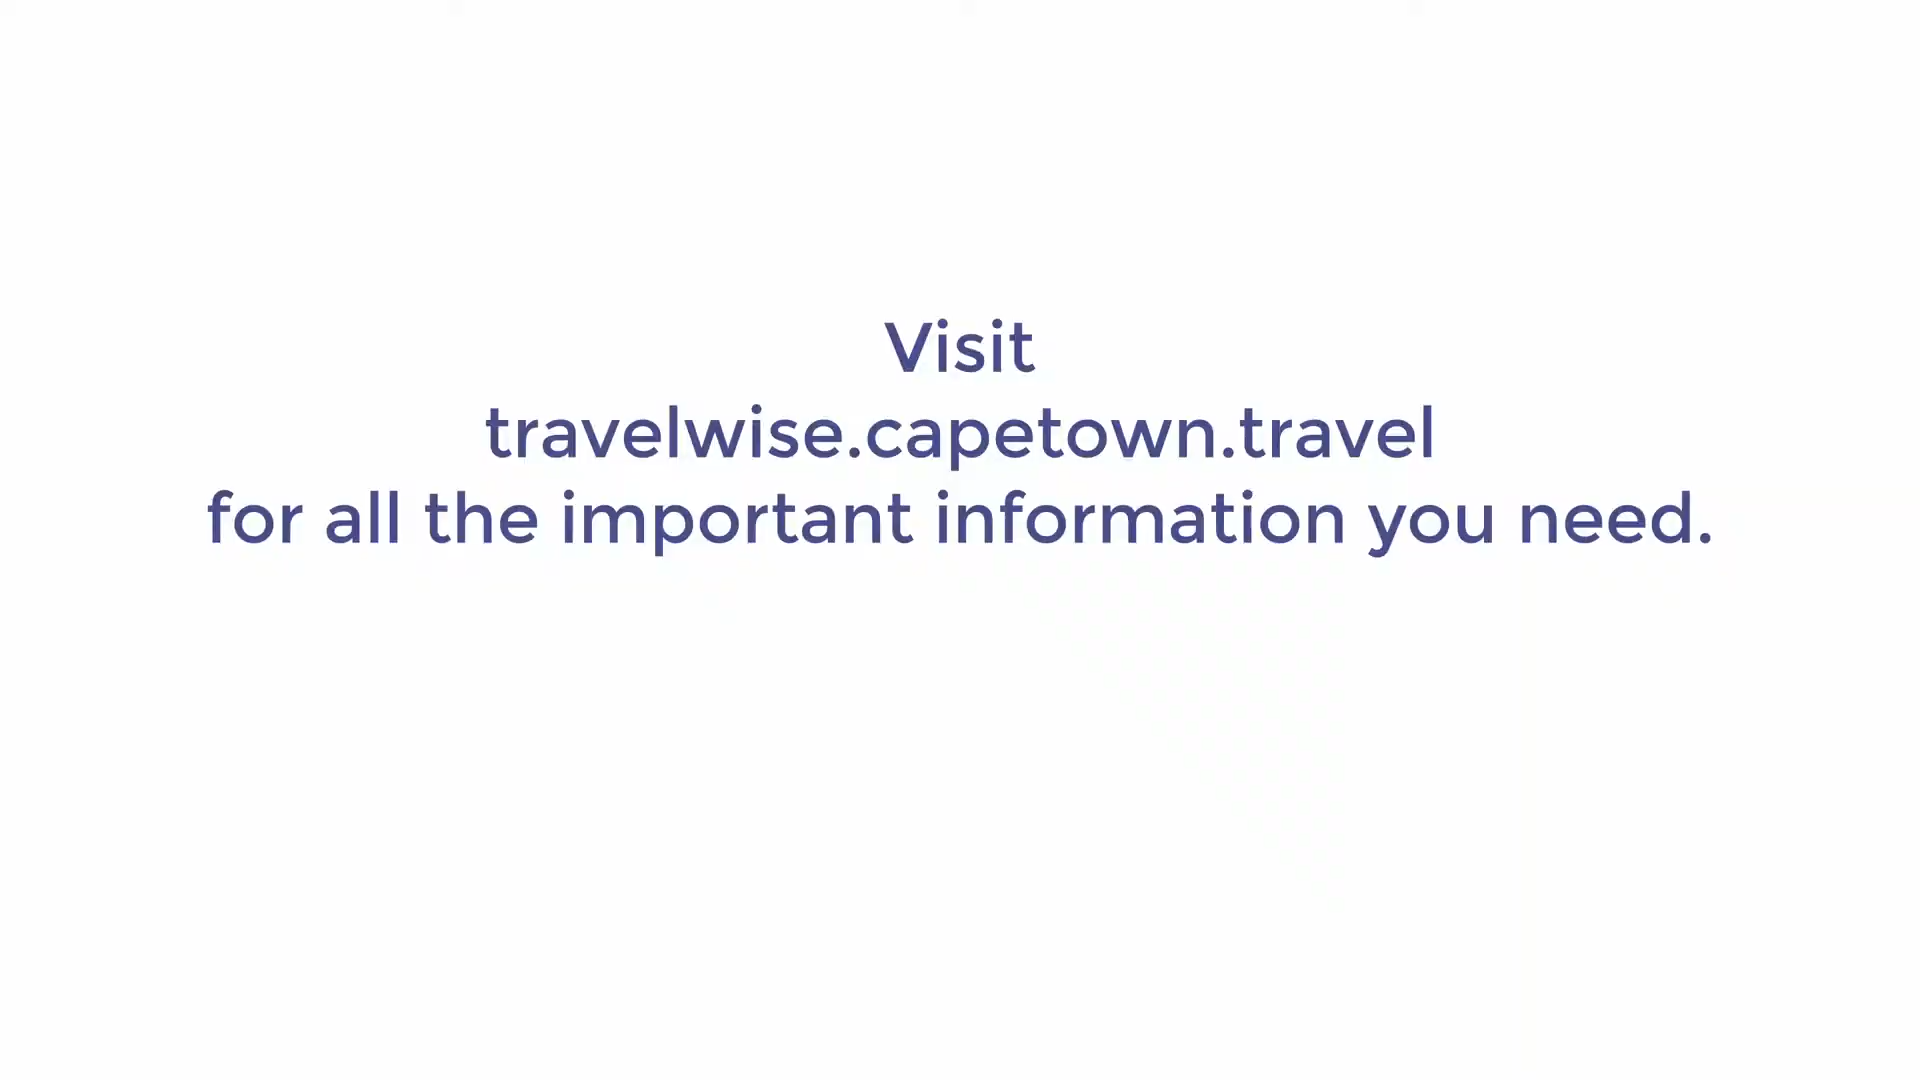 Visit
travelwise.capetown.travel
for all the important information you need.